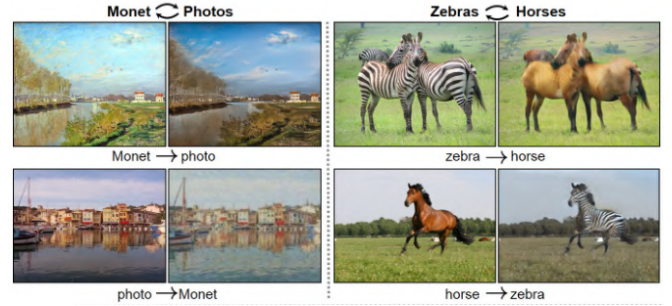 Monet Photos
Zebras Horses
Monet → photo
zebra → horse
photo → Monet
horse → zebra